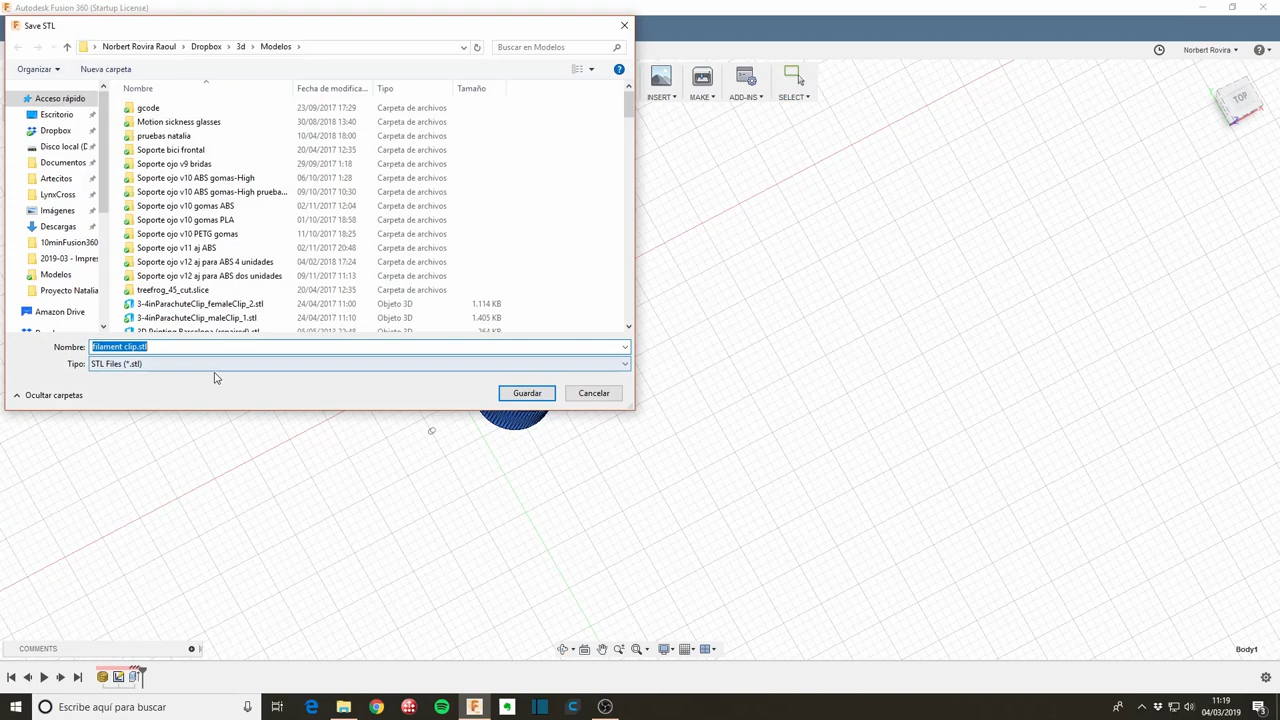 Autodesk Fusion 360 (Startup License)
Save STL
Norbert Rovira Raoul > Dropbox > 3d > Modelos >
Buscar en Modelos
Norbert Rovira
Organizar
Nueva carpeta
INSERT
MAKE
ADD-INS
SELECT
TOP
Nombre
Fecha de modifica...
Tipo
Tamaño
Acceso rápido
Escritorio
Dropbox
Disco local (D
Documentos
Artecitos
LynxCross
Imágenes
Descargas
10minFusion360
2019-03 - Impres
Modelos
Proyecto Natalia
Amazon Drive
gcode 23/09/2017 17:29 Carpeta de archivos
Motion sickness glasses 30/08/2018 13:40 Carpeta de archivos
pruebas natalia 10/04/2018 18:00 Carpeta de archivos
Soporte bici frontal 20/04/2017 12:35 Carpeta de archivos
Soporte ojo v9 bridas 29/09/2017 1:18 Carpeta de archivos
Soporte ojo v10 ABS gomas-High 06/10/2017 1:28 Carpeta de archivos
Soporte ojo v10 ABS gomas-High prueba... 09/10/2017 10:30 Carpeta de archivos
Soporte ojo v10 gomas ABS 02/11/2017 12:04 Carpeta de archivos
Soporte ojo v10 gomas PLA 01/10/2017 18:58 Carpeta de archivos
Soporte ojo v10 PETG gomas 11/10/2017 18:25 Carpeta de archivos
Soporte ojo v11 aj ABS 02/11/2017 20:48 Carpeta de archivos
Soporte ojo v12 aj para ABS 4 unidades 04/02/2018 17:24 Carpeta de archivos
Soporte ojo v12 aj para ABS dos unidades 09/11/2017 11:13 Carpeta de archivos
treefrog_45_cut.slice 20/04/2017 12:35 Carpeta de archivos
3-4inParachuteClip_femaleClip_2.stl 24/04/2017 11:00 Objeto 3D 1.114 KB
3-4inParachuteClip_maleClip_1.stl 24/04/2017 11:10 Objeto 3D 1.405 KB
Nombre: filament clip.stl
Tipo: STL Files (*.stl)
Ocultar carpetas
Guardar
Cancelar
COMMENTS
Body1
Escribe aquí para buscar
11:19
04/03/2019
3